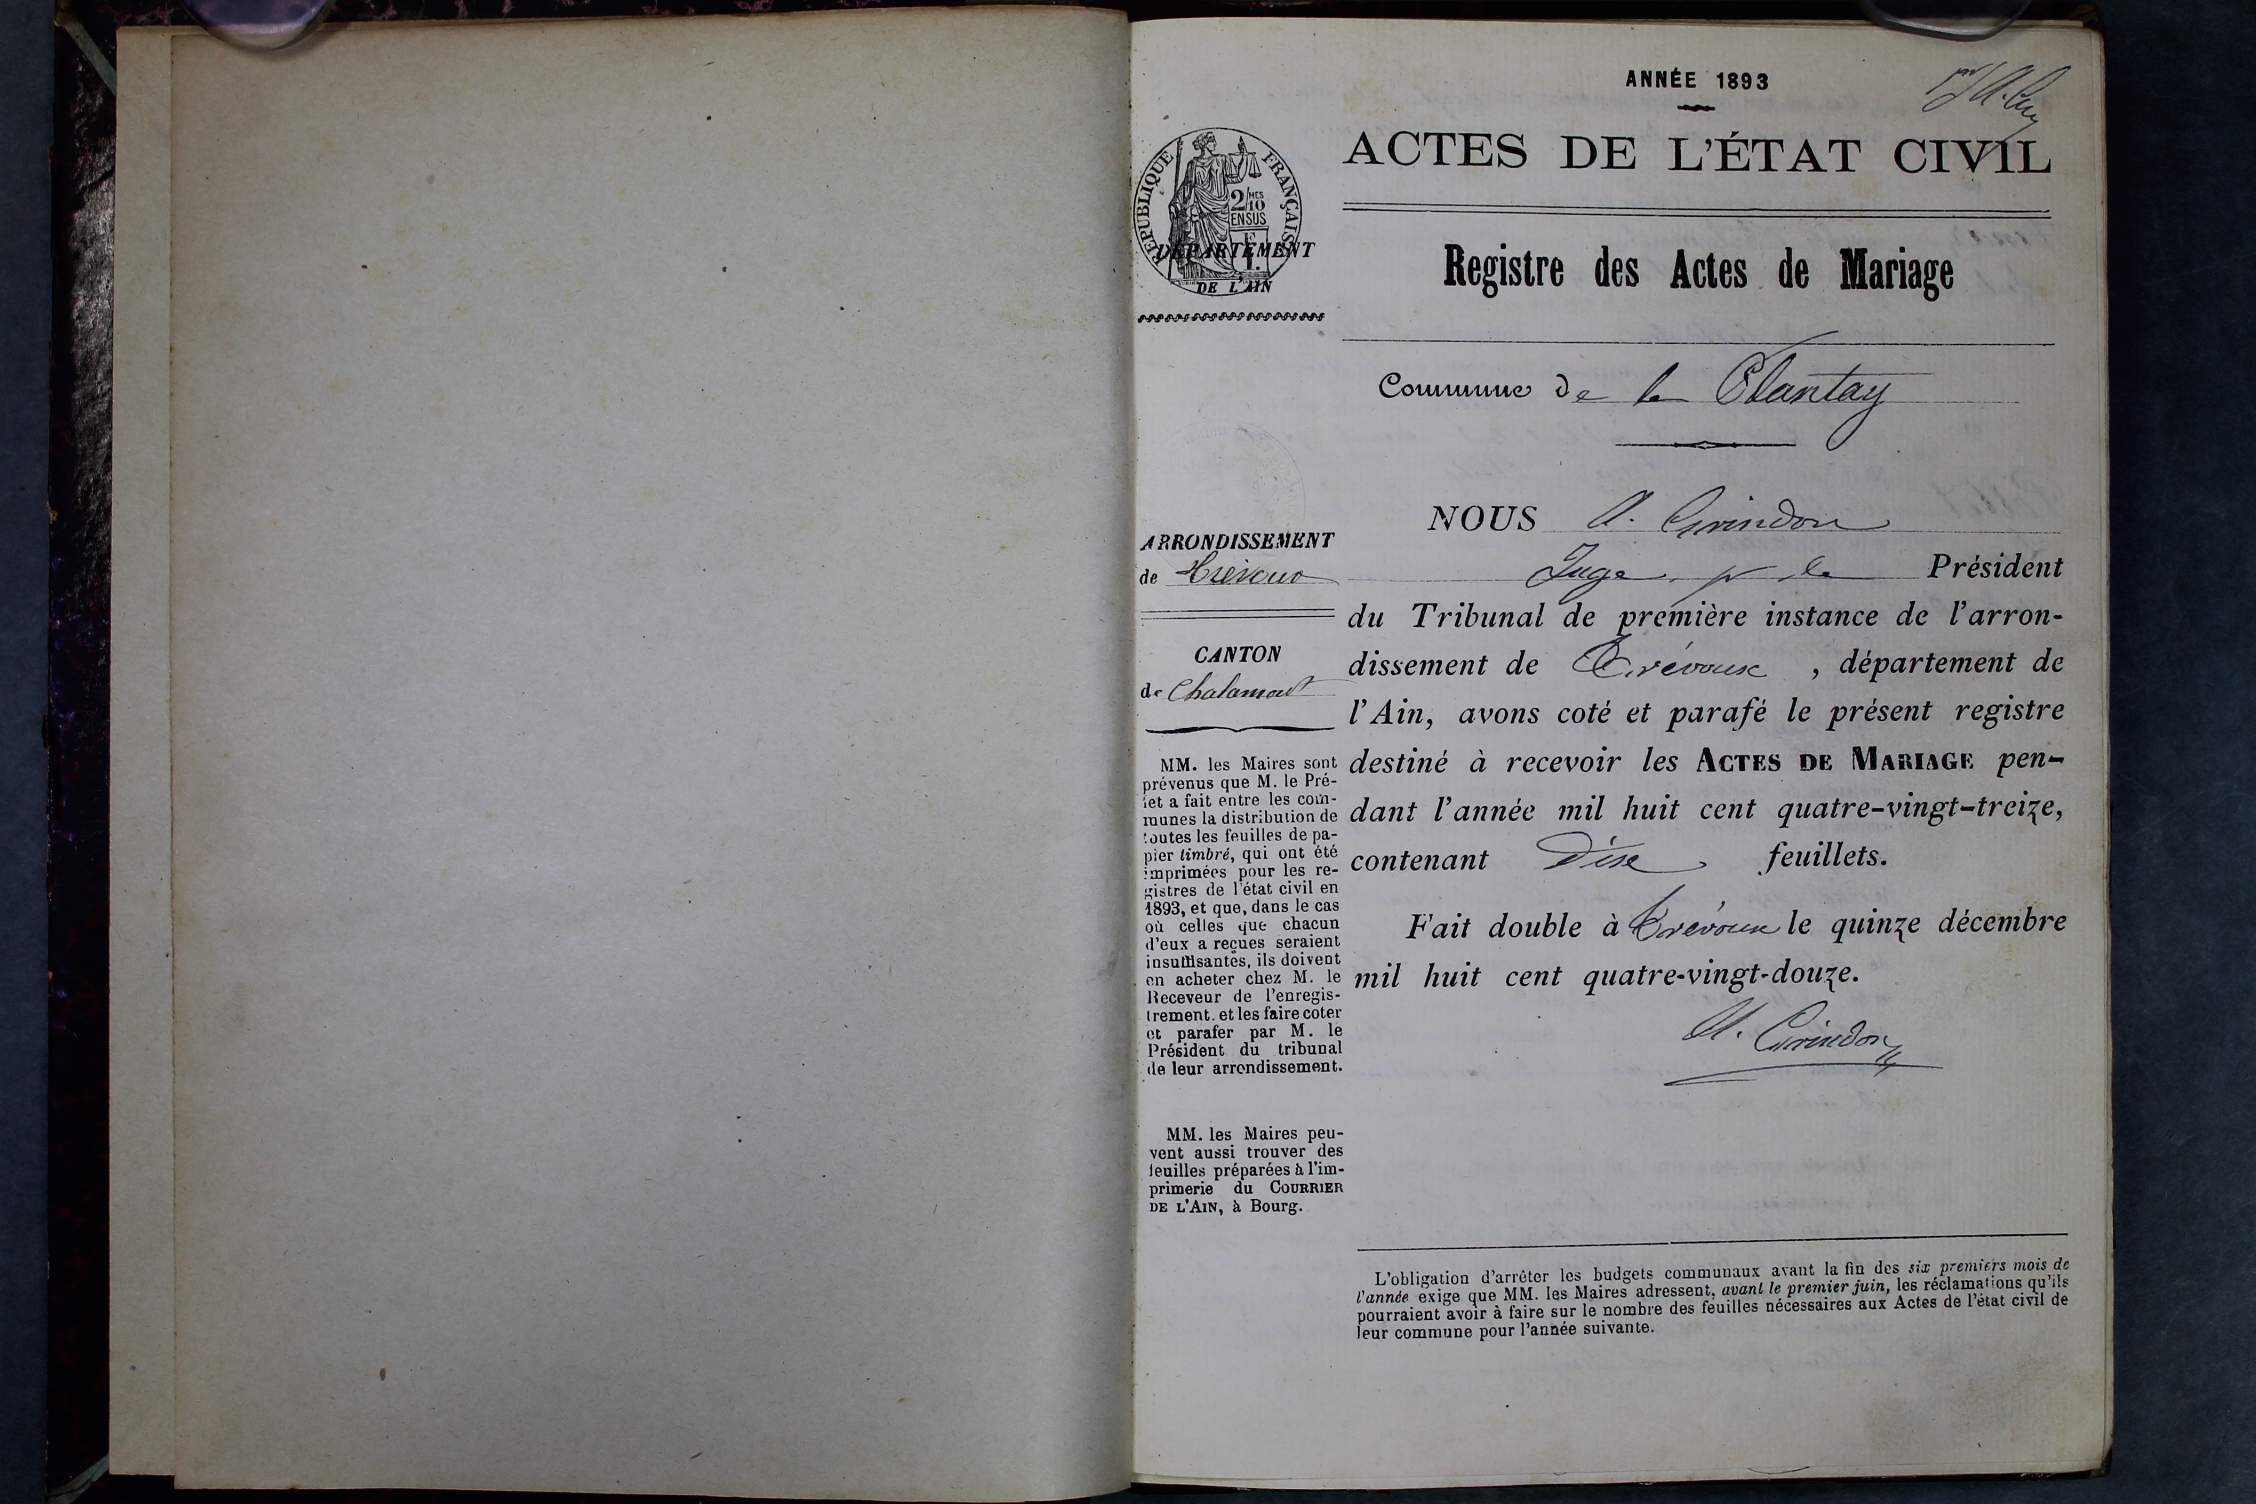 ANNÉE 1893
ACTES DE L'ÉTAT CIVIL
RÉPUBLIQUE FRANÇAISE
2/10
MES
EN SUS
DÉPARTEMENT
DE L'AIN
Registre des Actes de Mariage
Commune de le Plantay
ARRONDISSEMENT
de Trévoux
CANTON
de Chalamont
MM. les Maires sont
prévenus que M. le Pré-
fet a fait entre les com-
munes la distribution de
toutes les feuilles de pa-
pier timbré, qui ont été
imprimées pour les re-
gistres de l'état civil en
1893, et que, dans le cas
où celles que chacun
d'eux a reçues seraient
insuffisantes, ils doivent
en acheter chez M. le
Receveur de l'enregis-
trement. et les faire coter
et parafer par M. le
Président du tribunal
de leur arrondissement.
MM. les Maires peu-
vent aussi trouver des
feuilles préparées à l'im-
primerie du COURRIER
DE L'AIN, à Bourg.
NOUS A. Grindon
Juge, pr le Président
du Tribunal de première instance de l'arron-
dissement de Trévoux, département de
l'Ain, avons coté et parafé le présent registre
destiné à recevoir les ACTES DE MARIAGE pen-
dant l'année mil huit cent quatre-vingt-treize,
contenant dix feuillets.
Fait double à Trévoux le quinze décembre
mil huit cent quatre-vingt-douze.
A. Grindon
L'obligation d'arrêter les budgets communaux avant la fin des six premiers mois de
l'année exige que MM. les Maires adressent, avant le premier juin, les réclamations qu'ils
pourraient avoir à faire sur le nombre des feuilles nécessaires aux Actes de l'état civil de
leur commune pour l'année suivante.